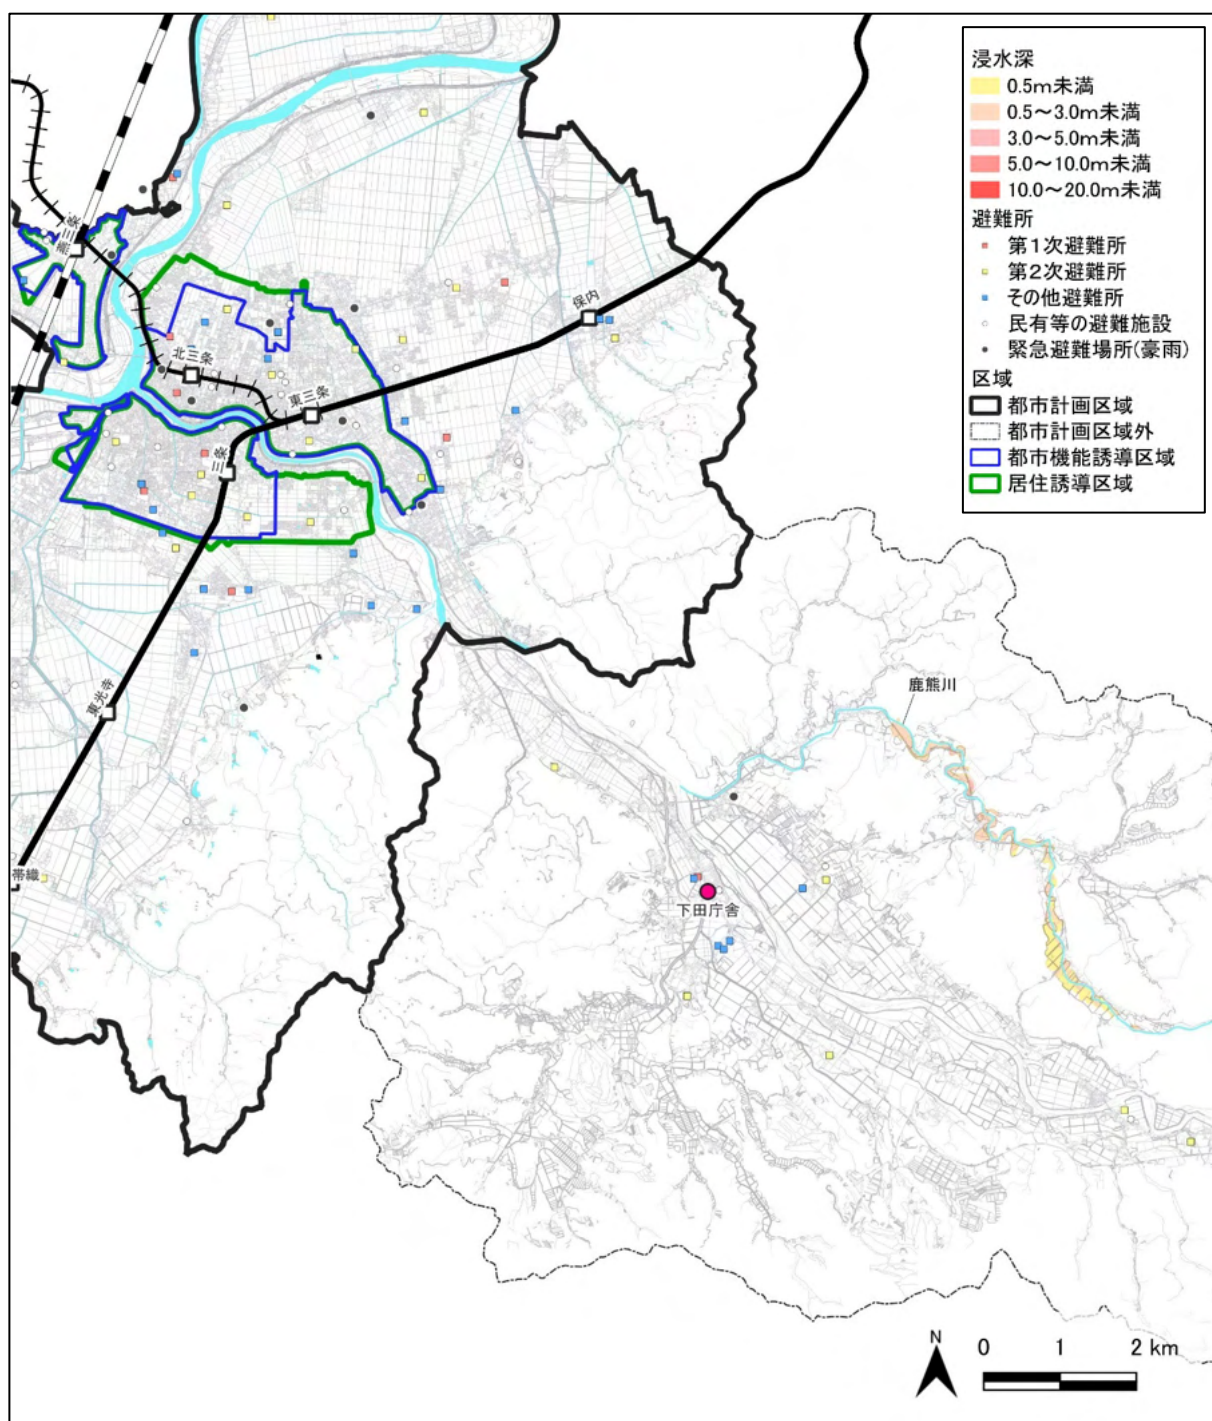 浸水深
0.5m未満
0.5～3.0m未満
3.0～5.0m未満
5.0～10.0m未満
10.0～20.0m未満
避難所
第1次避難所
第2次避難所
その他避難所
民有等の避難施設
緊急避難場所(豪雨)
区域
都市計画区域
都市計画区域外
都市機能誘導区域
居住誘導区域
燕三条
保内
北三条
東三条
三条
鹿熊川
東光寺
帯織
下田庁舎
N
0 1 2 km